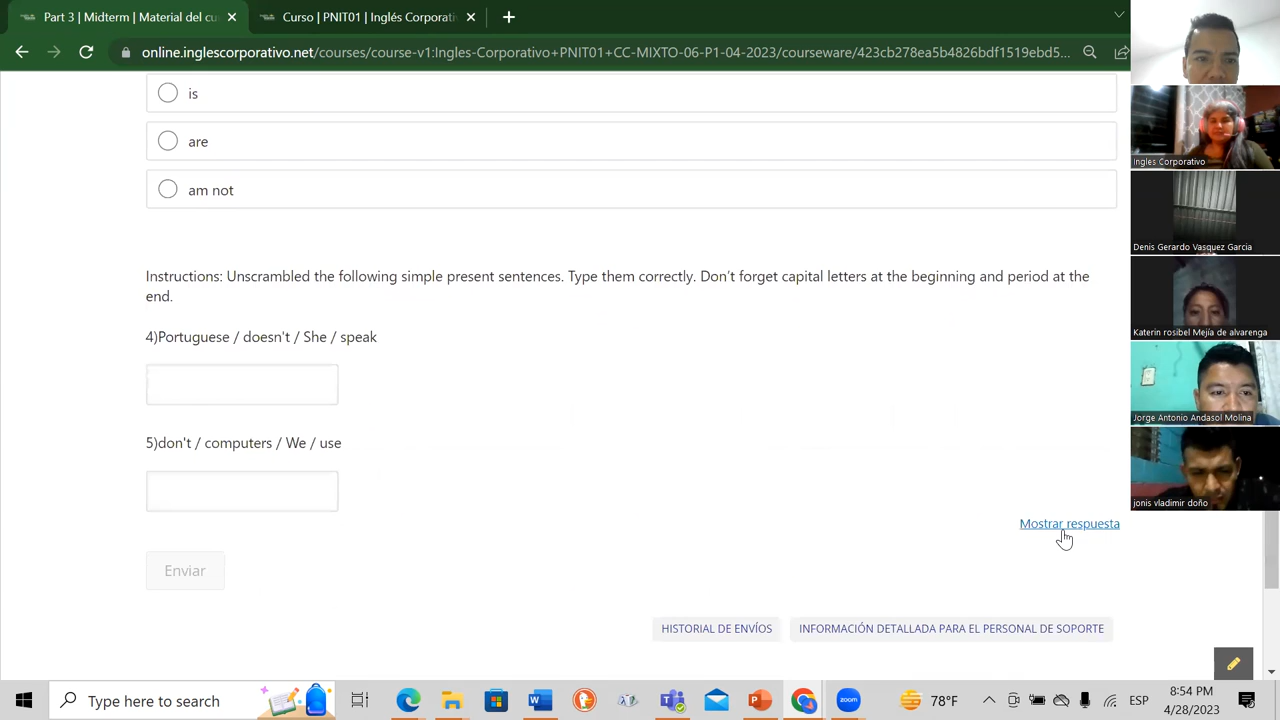 Part 3 | Midterm | Material del cu
Curso | PNIT01 | Inglés Corporati
online.inglescorporativo.net/courses/course-v1:Ingles-Corporativo+PNIT01+CC-MIXTO-06-P1-04-2023/courseware/423cb278ea5b4826bdf1519ebd5...
is
are
am not
Instructions: Unscrambled the following simple present sentences. Type them correctly. Don't forget capital letters at the beginning and period at the
end.
4)Portuguese / doesn't / She / speak
5)don't / computers / We / use
Mostrar respuesta
Enviar
HISTORIAL DE ENVÍOS
INFORMACIÓN DETALLADA PARA EL PERSONAL DE SOPORTE
Ingles Corporativo
Denis Gerardo Vasquez Garcia
Katerin rosibel Mejía de alvarenga
Jorge Antonio Andasol Molina
jonis vladimir doño
Type here to search
78°F
ESP
8:54 PM
4/28/2023